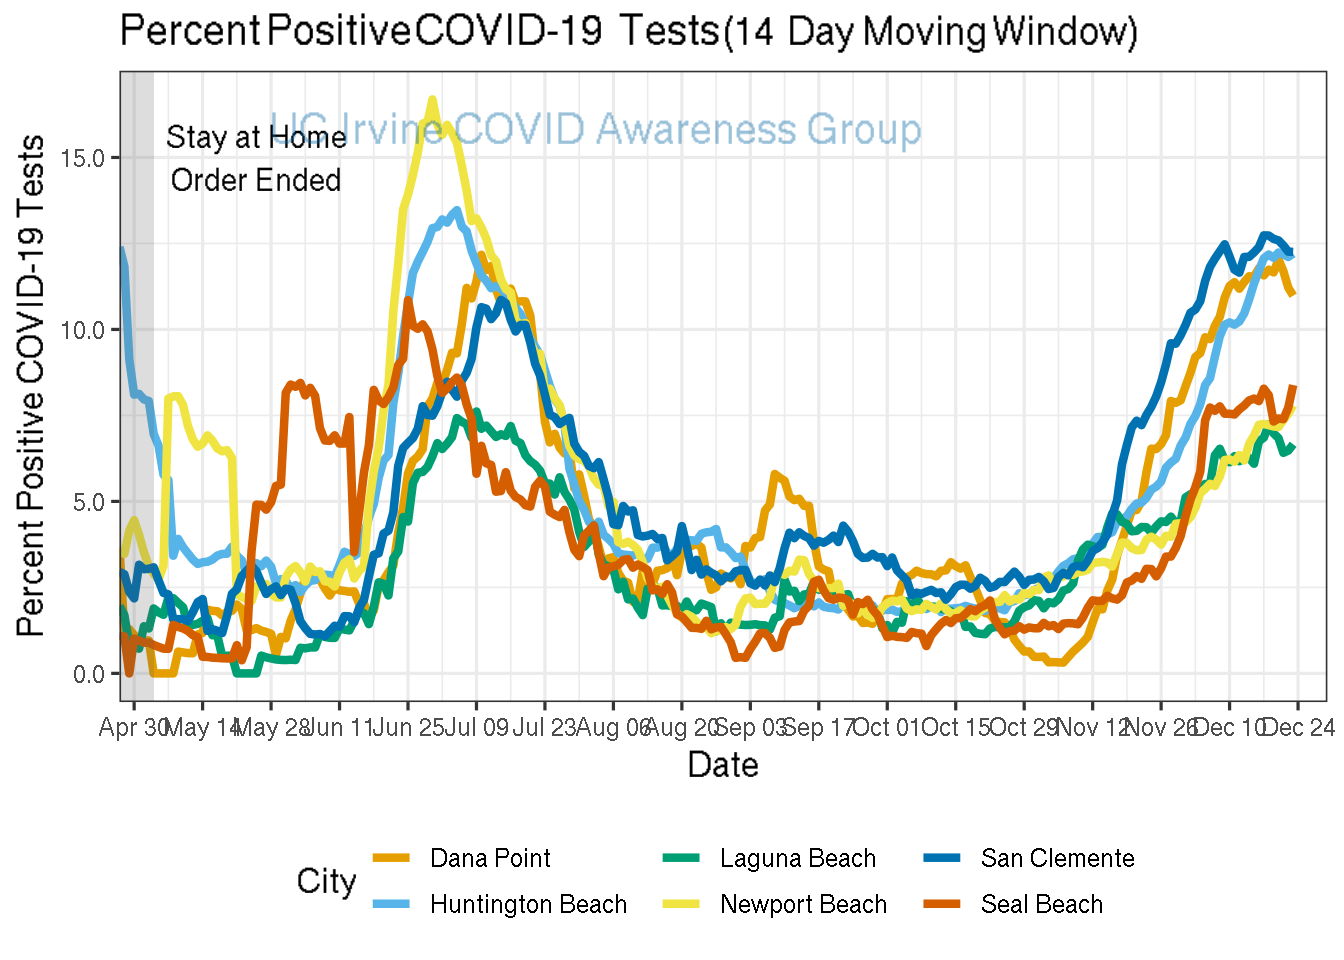 Percent Positive COVID-19 Tests (14 Day Moving Window)
UC Irvine COVID Awareness Group
Stay at Home
Order Ended
Percent Positive COVID-19 Tests
15.0
10.0
5.0
0.0
Apr 30 May 14 May 28 Jun 11 Jun 25 Jul 09 Jul 23 Aug 06 Aug 20 Sep 03 Sep 17 Oct 01 Oct 15 Oct 29 Nov 12 Nov 26 Dec 10 Dec 24
Date
City
Dana Point Laguna Beach San Clemente
Huntington Beach Newport Beach Seal Beach